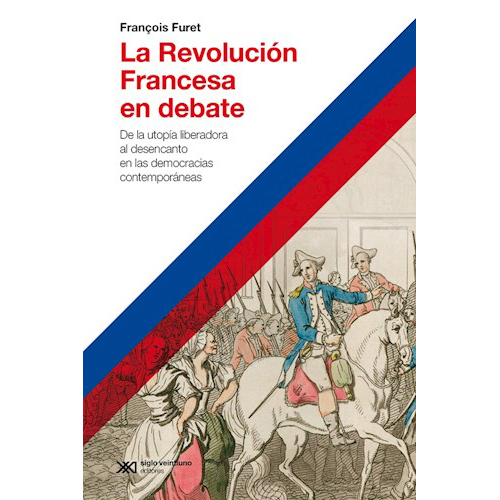 François Furet
La Revolución
Francesa
en debate
De la utopía liberadora
al desencanto
en las democracias
contemporáneas
siglo veintiuno
editores